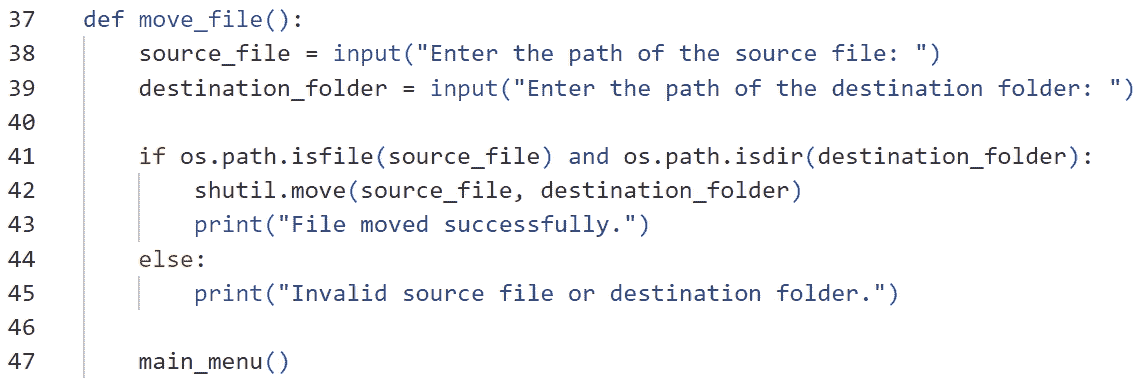 37 def move_file():
38     source_file = input("Enter the path of the source file: ")
39     destination_folder = input("Enter the path of the destination folder: ")
40
41     if os.path.isfile(source_file) and os.path.isdir(destination_folder):
42         shutil.move(source_file, destination_folder)
43         print("File moved successfully.")
44     else:
45         print("Invalid source file or destination folder.")
46
47     main_menu()